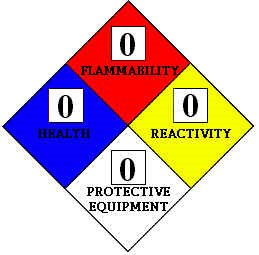 0
FLAMMABILITY
0
HEALTH
0
REACTIVITY
0
PROTECTIVE
EQUIPMENT